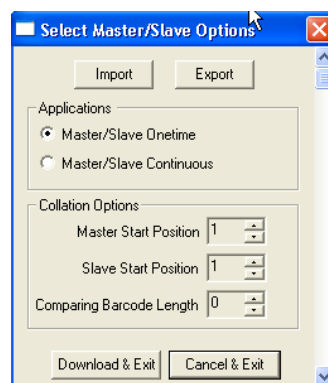 Select Master/Slave Options
Import Export
Applications
Master/Slave Onetime
Master/Slave Continuous
Collation Options
Master Start Position 1
Slave Start Position 1
Comparing Barcode Length 0
Download & Exit Cancel & Exit